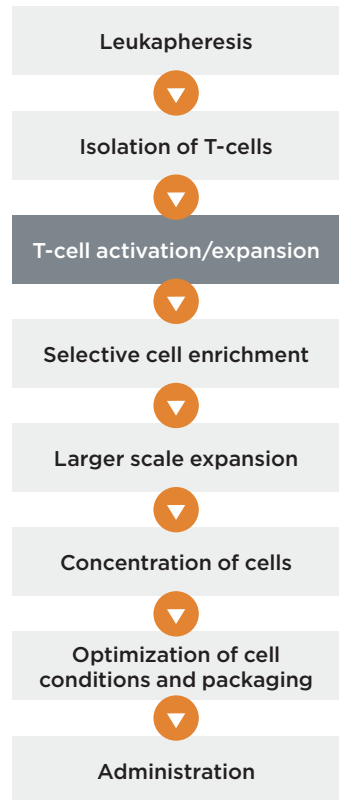 Leukapheresis
Isolation of T-cells
T-cell activation/expansion
Selective cell enrichment
Larger scale expansion
Concentration of cells
Optimization of cell
conditions and packaging
Administration